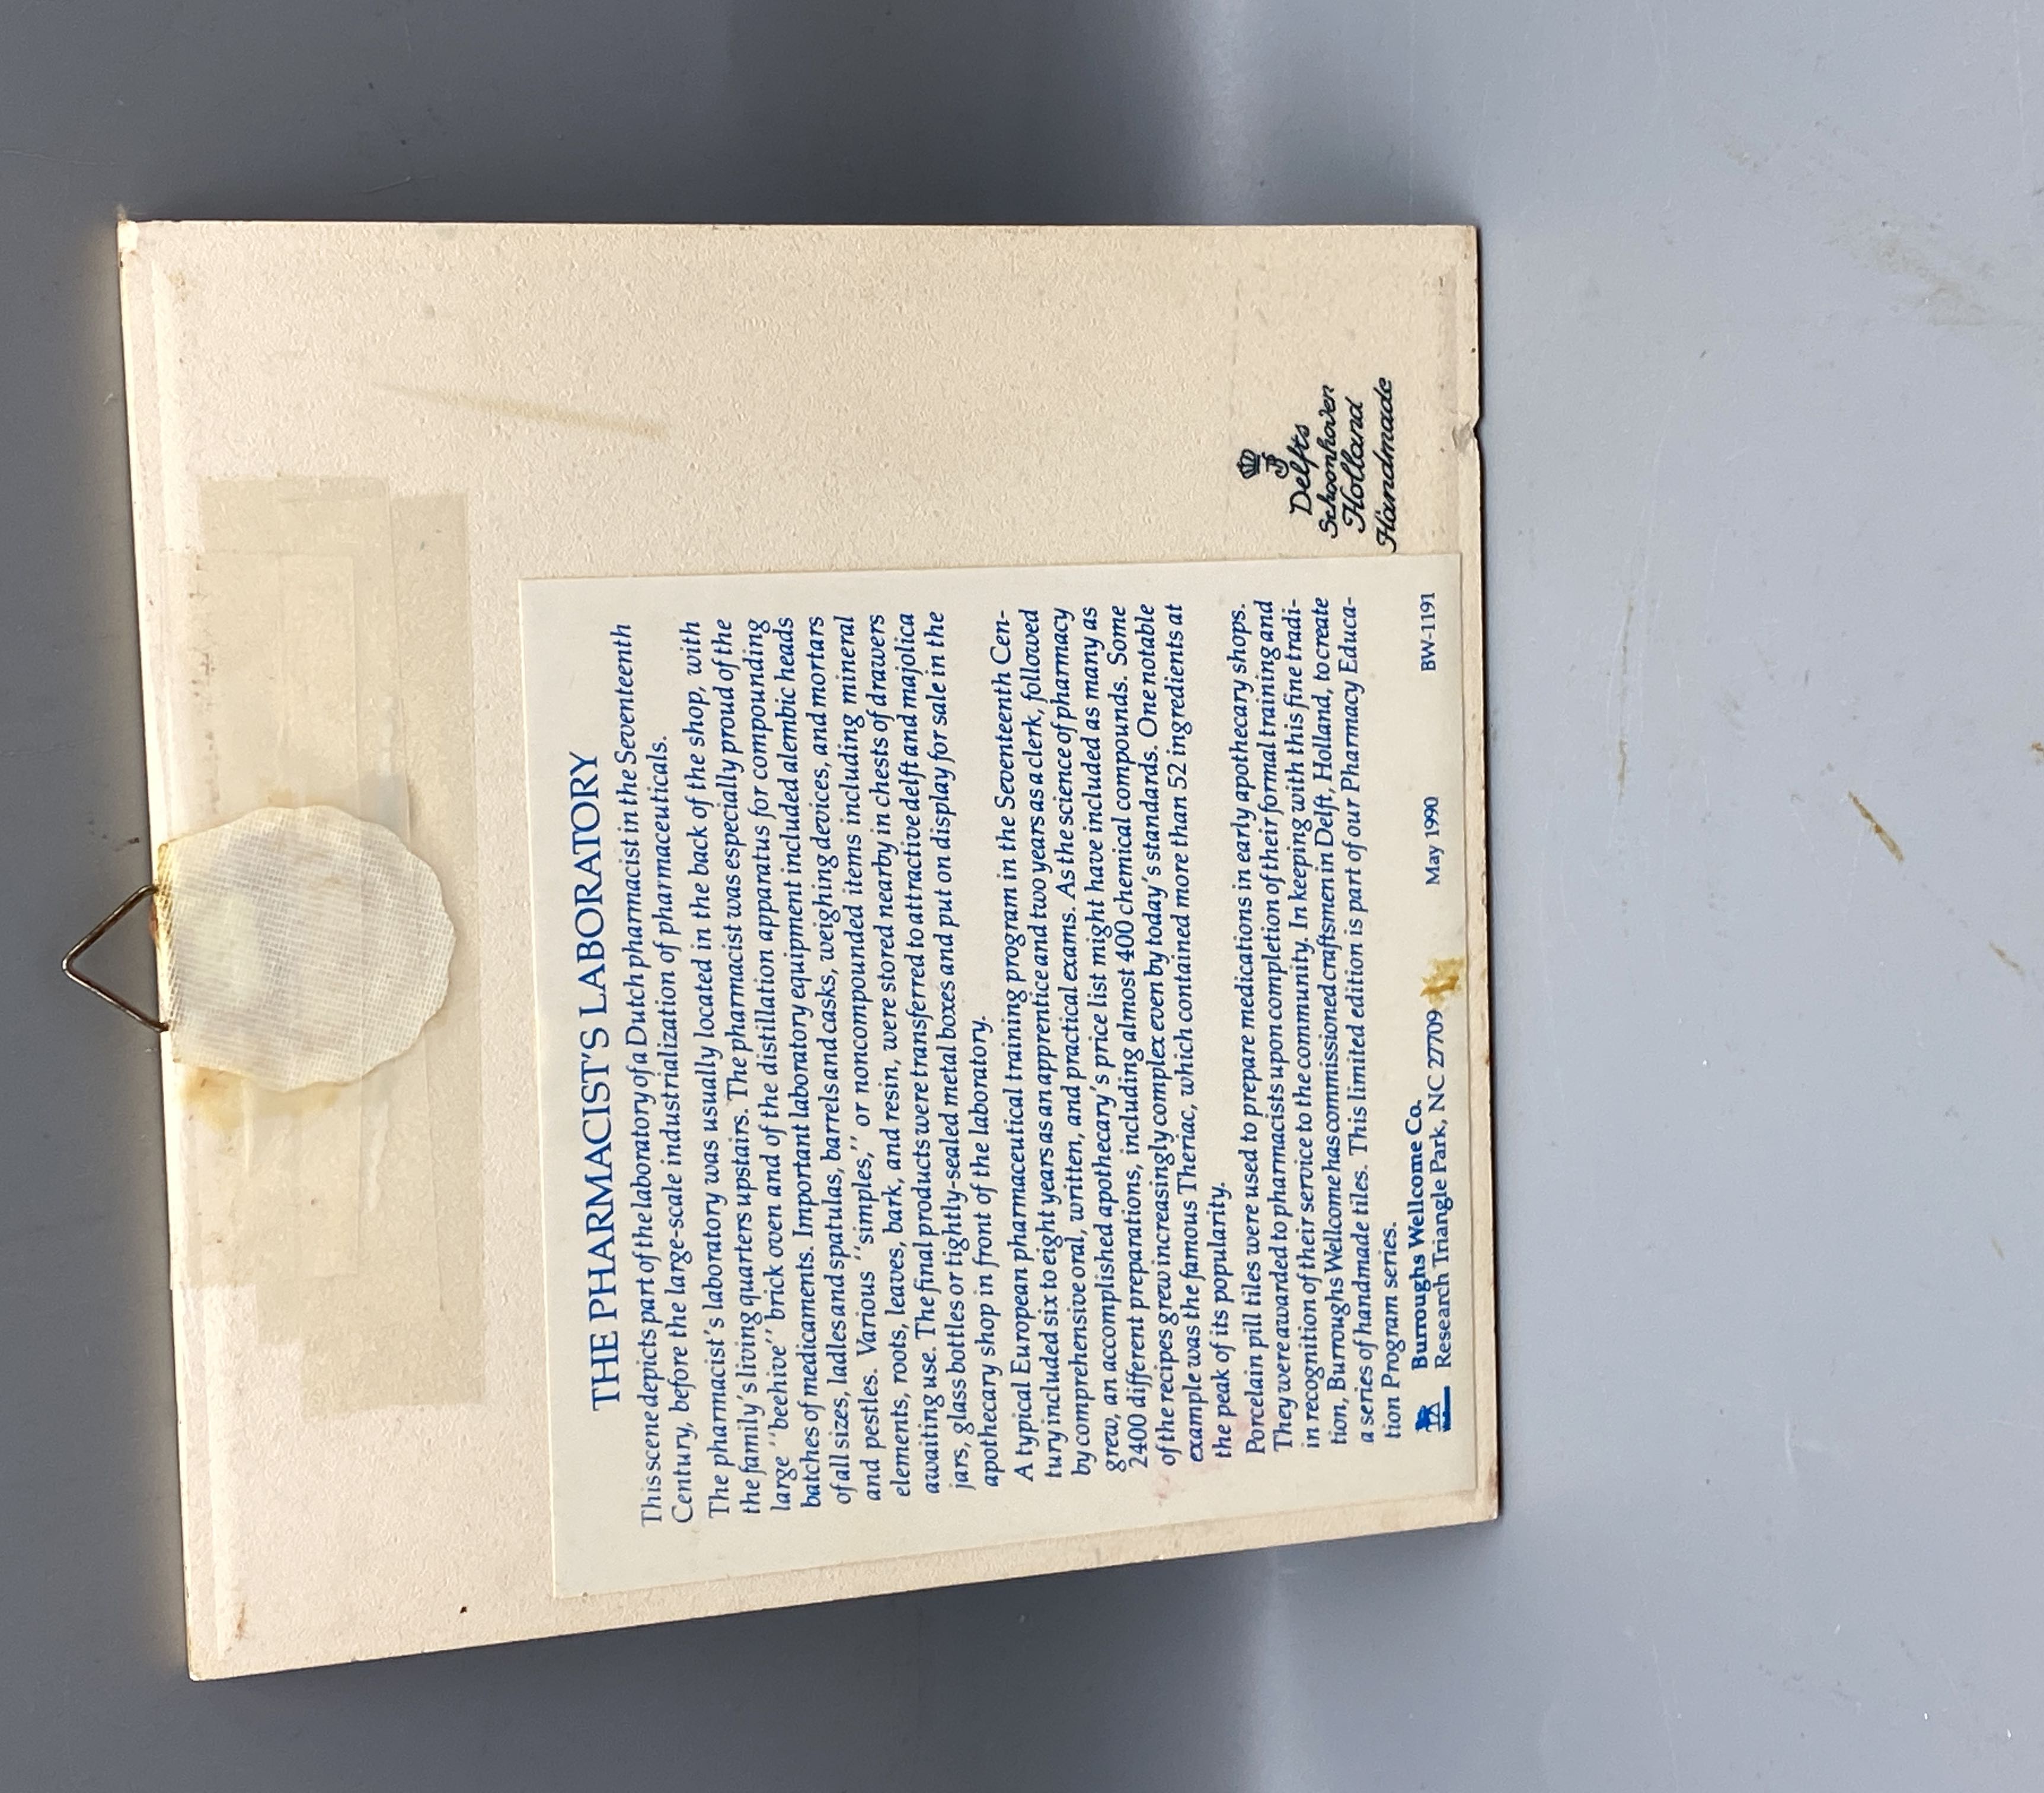 THE PHARMACIST'S LABORATORY
This scene depicts part of the laboratory of a Dutch pharmacist in the Seventeenth
Century, before the large-scale industrialization of pharmaceuticals.
The pharmacist's laboratory was usually located in the back of the shop, with
the family's living quarters upstairs. The pharmacist was especially proud of the
large "beehive" brick oven and of the distillation apparatus for compounding
batches of medicaments. Important laboratory equipment included alembic heads
of all sizes, ladles and spatulas, barrels and casks, weighing devices, and mortars
and pestles. Various "simples," or noncompounded items including mineral
elements, roots, leaves, bark, and resin, were stored nearby in chests of drawers
awaiting use. The final products were transferred to attractive delft and majolica
jars, glass bottles or tightly-sealed metal boxes and put on display for sale in the
apothecary shop in front of the laboratory.
A typical European pharmaceutical training program in the Seventeenth Cen-
tury included six to eight years as an apprentice and two years as a clerk, followed
by comprehensive oral, written, and practical exams. As the science of pharmacy
grew, an accomplished apothecary's price list might have included as many as
2400 different preparations, including almost 400 chemical compounds. Some
of the recipes grew increasingly complex even by today's standards. One notable
example was the famous Theriac, which contained more than 52 ingredients at
the peak of its popularity.
Porcelain pill tiles were used to prepare medications in early apothecary shops.
They were awarded to pharmacists upon completion of their formal training and
in recognition of their service to the community. In keeping with this fine tradi-
tion, Burroughs Wellcome has commissioned craftsmen in Delft, Holland, to create
a series of handmade tiles. This limited edition is part of our Pharmacy Educa-
tion Program series.
Burroughs Wellcome Co.
Research Triangle Park, NC 27709 May 1990 BW-1191
Delfts
Schoonhoven
Holland
Handmade